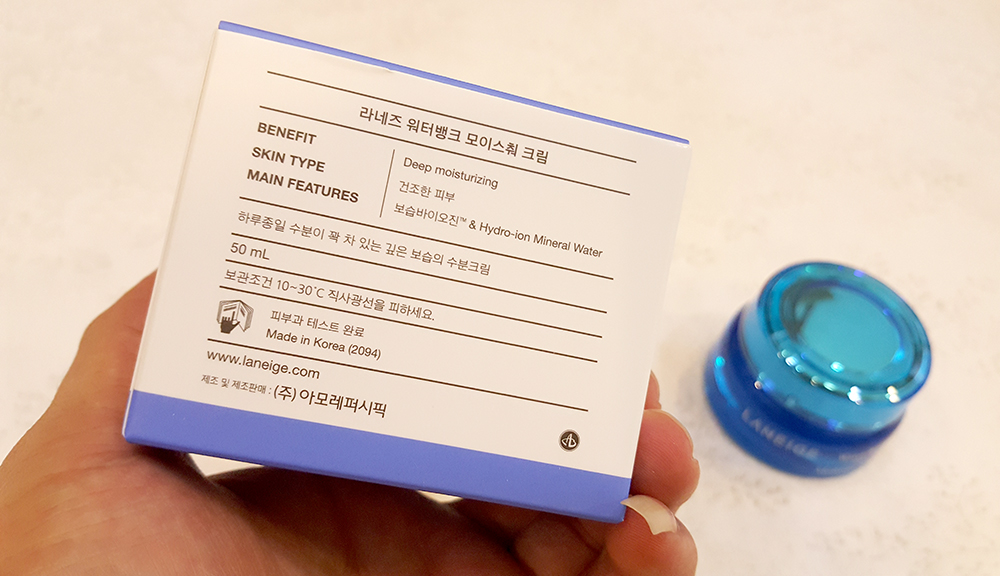 라네즈 워터뱅크 모이스춰 크림
BENEFIT
Deep moisturizing
SKIN TYPE
건조한 피부
MAIN FEATURES
보습바이오진™ & Hydro-ion Mineral Water
하루종일 수분이 꽉 차 있는 깊은 보습의 수분크림
50 mL
보관조건 10~30℃ 직사광선을 피하세요.
피부과 테스트 완료
Made in Korea (2094)
www.laneige.com
제조 및 제조판매 : (주)아모레퍼시픽
LANEIGE